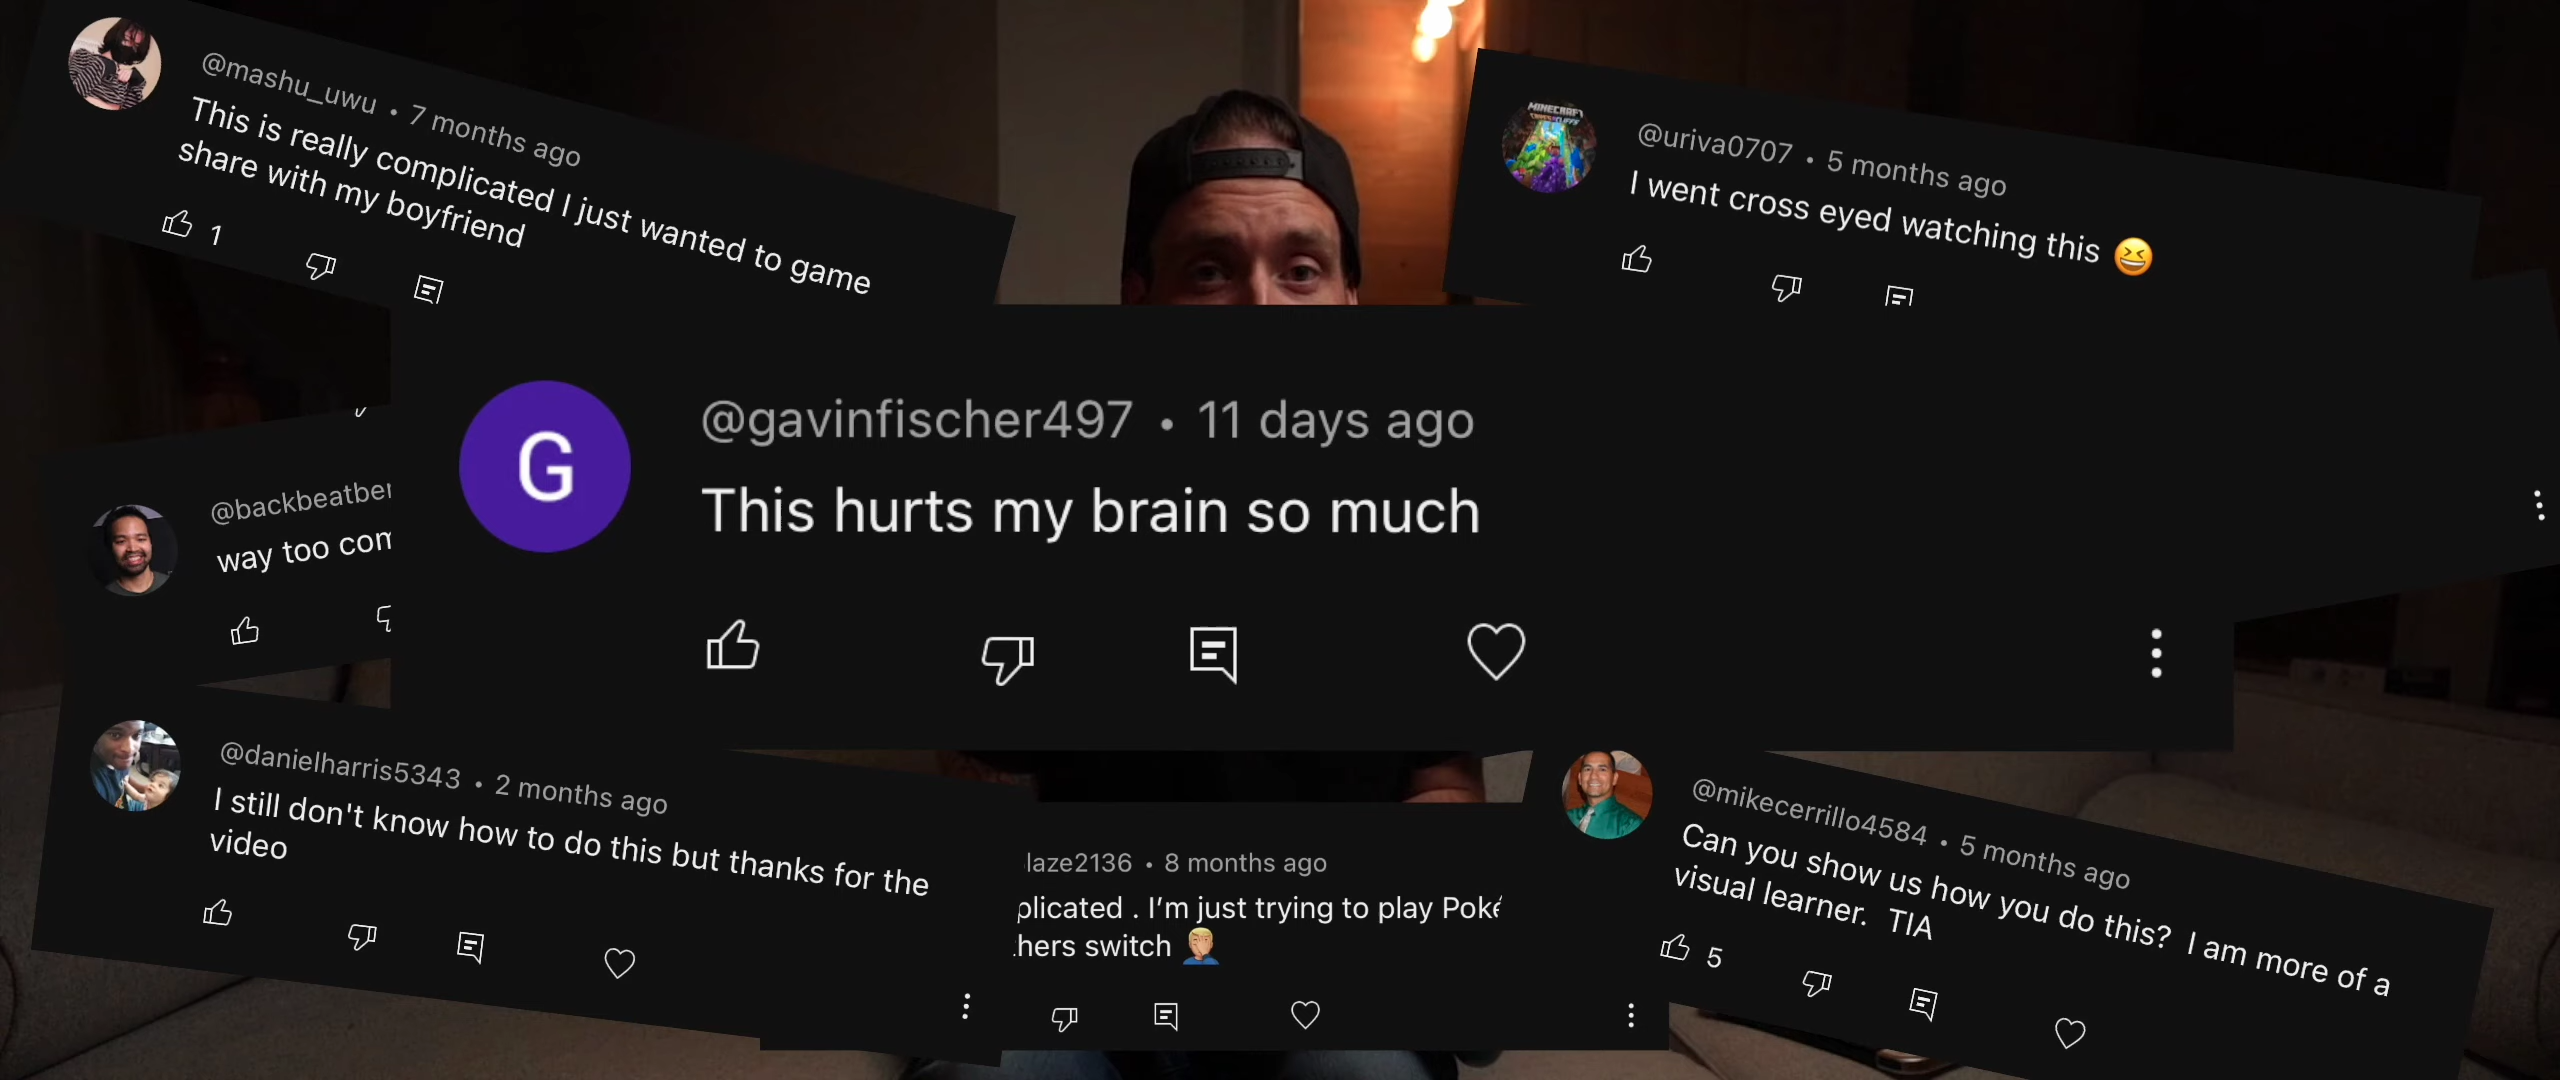 @mashu_uwu • 7 months ago
This is really complicated I just wanted to game
share with my boyfriend
1
MINECRAFT
@uriva0707 • 5 months ago
I went cross eyed watching this 😆
G
@gavinfischer497 • 11 days ago
This hurts my brain so much
@backbeatber
way too com
@danielharris5343 • 2 months ago
I still don't know how to do this but thanks for the
video
laze2136 • 8 months ago
plicated . I'm just trying to play Poké
hers switch 🤦🏼‍♂️
@mikecerrillo4584 • 5 months ago
Can you show us how you do this? I am more of a
visual learner. TIA
5